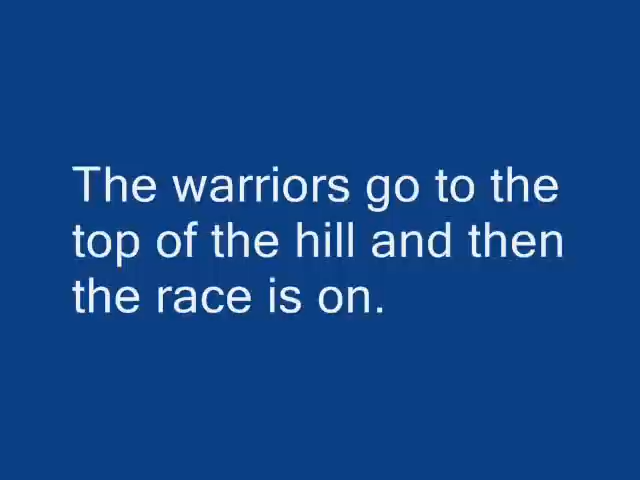 The warriors go to the
top of the hill and then
the race is on.